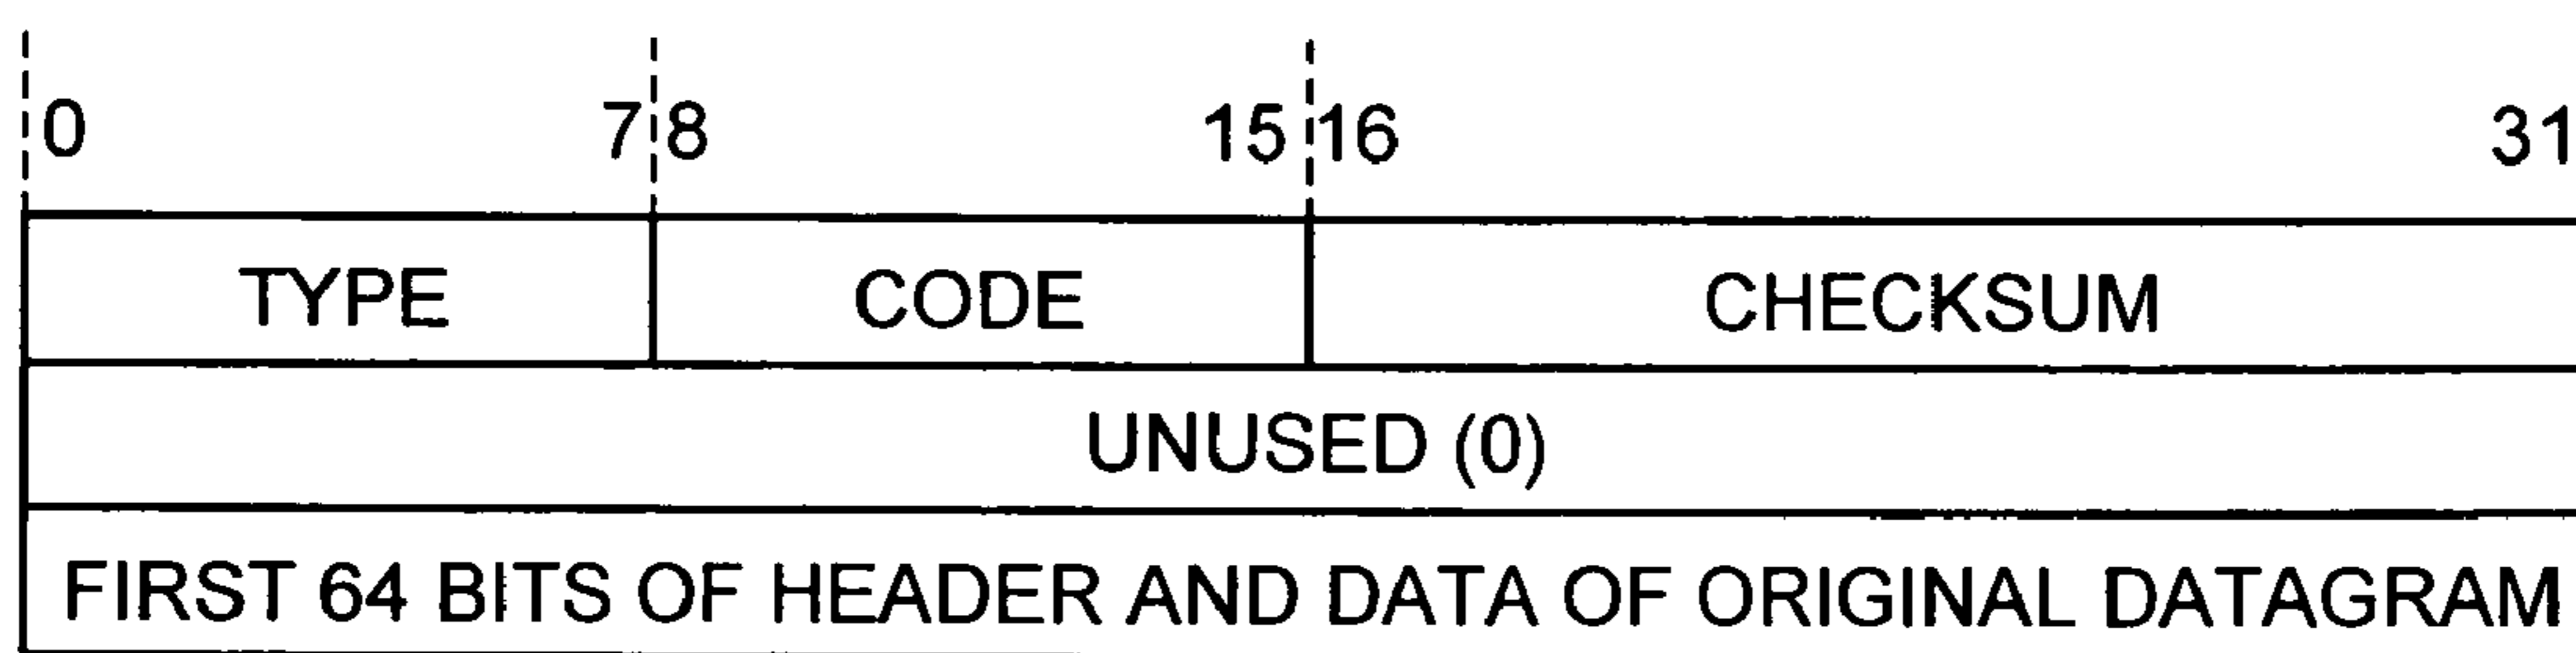 0 7 8 15 16 31
TYPE CODE CHECKSUM
UNUSED (0)
FIRST 64 BITS OF HEADER AND DATA OF ORIGINAL DATAGRAM